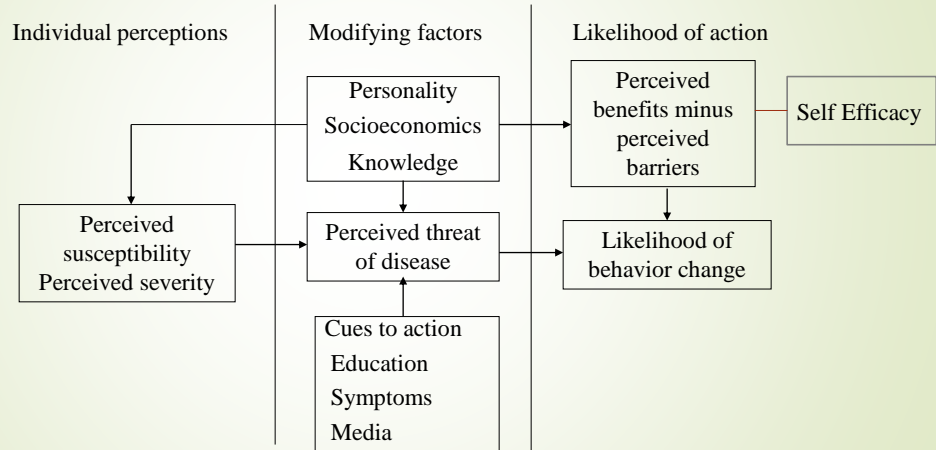 Individual perceptions
Modifying factors
Likelihood of action
Personality
Socioeconomics
Knowledge
Perceived
benefits minus
perceived
barriers
Self Efficacy
Perceived
susceptibility
Perceived severity
Perceived threat
of disease
Likelihood of
behavior change
Cues to action
Education
Symptoms
Media